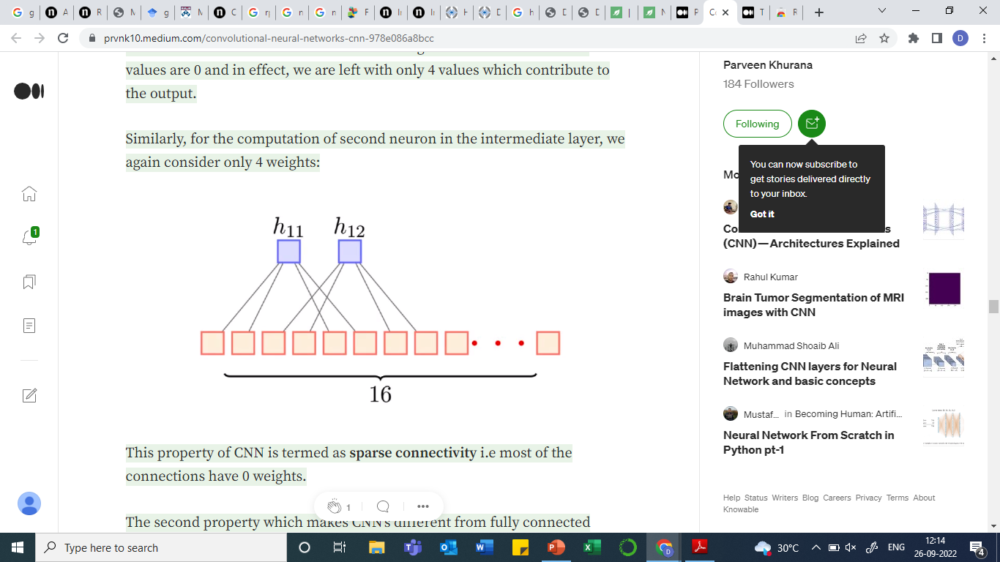 g
A
R
M
g
M
C
rj
n
n
F
In
In
H
D
h
D
D
[
N
P
C
T
R
prvnk10.medium.com/convolutional-neural-networks-cnn-978e086a8bcc
D
values are 0 and in effect, we are left with only 4 values which contribute to
the output.
Similarly, for the computation of second neuron in the intermediate layer, we
again consider only 4 weights:
h11 h12
16
This property of CNN is termed as sparse connectivity i.e most of the
connections have 0 weights.
1
The second property which makes CNN's different from fully connected
1
Parveen Khurana
184 Followers
Following
You can now subscribe to
get stories delivered directly
to your inbox.
Got it
Mo
Co s
(CNN) — Architectures Explained
Rahul Kumar
Brain Tumor Segmentation of MRI
images with CNN
Muhammad Shoaib Ali
Flattening CNN layers for Neural
Network and basic concepts
Mustaf... in Becoming Human: Artifi...
Neural Network From Scratch in
Python pt-1
Help Status Writers Blog Careers Privacy Terms About
Knowable
Type here to search
30°C
ENG
12:14
26-09-2022
4